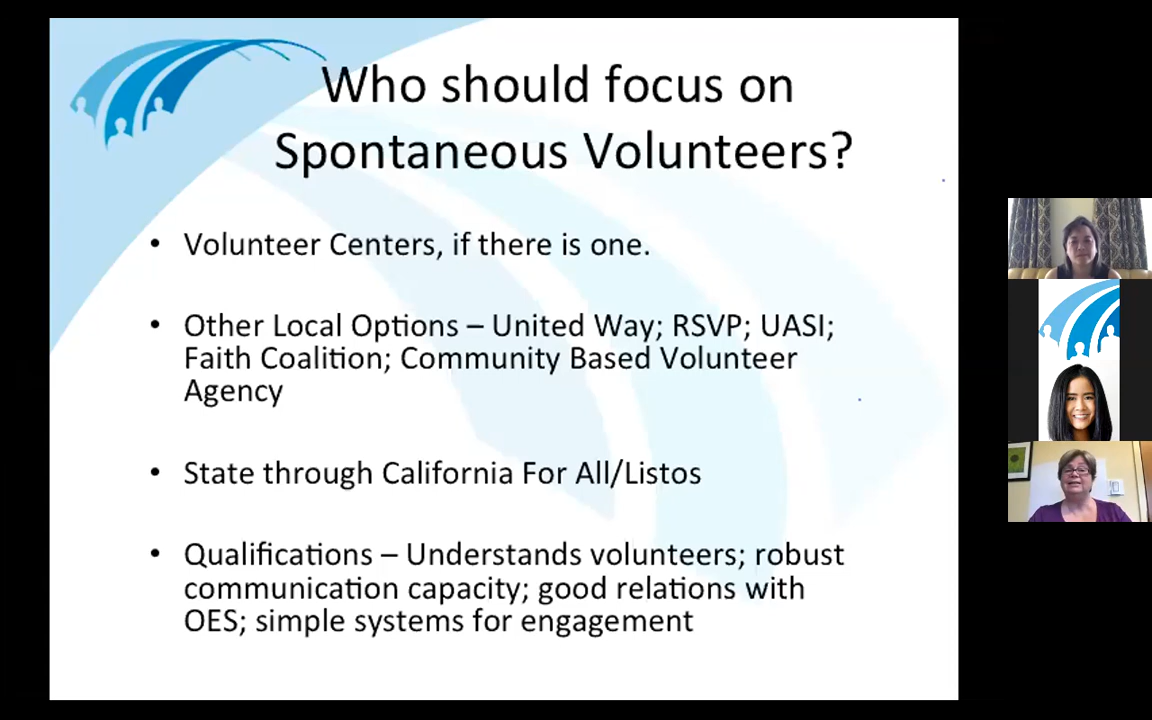 Who should focus on
Spontaneous Volunteers?
• Volunteer Centers, if there is one.
• Other Local Options – United Way; RSVP; UASI;
Faith Coalition; Community Based Volunteer
Agency
• State through California For All/Listos
• Qualifications – Understands volunteers; robust
communication capacity; good relations with
OES; simple systems for engagement